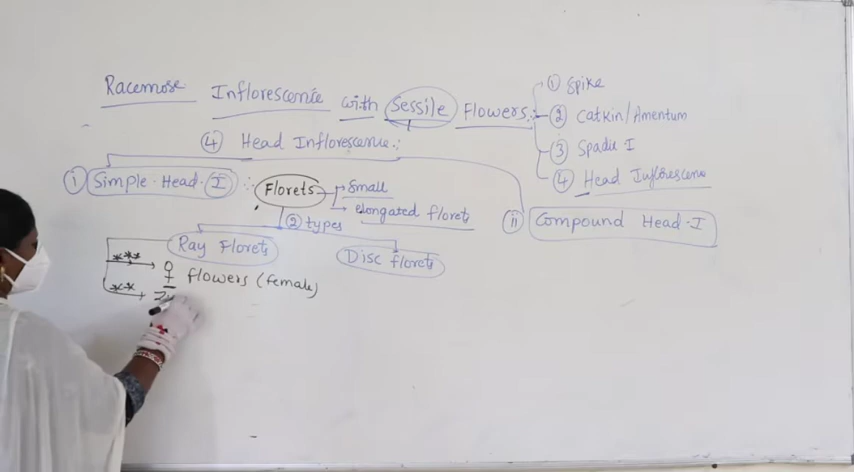 Racemose Inflorescence with Sessile Flowers:-
① Spike
② Catkin/Amentum
③ Spadix I
④ Head Inflorescence
④ Head Inflorescence:
ⓘ Simple Head-I
∵ Florets
Small
elongated florets
② types
Ray Florets
Disc florets
ⓘⓘ Compound Head-I
*** ♀ flowers (female)
**